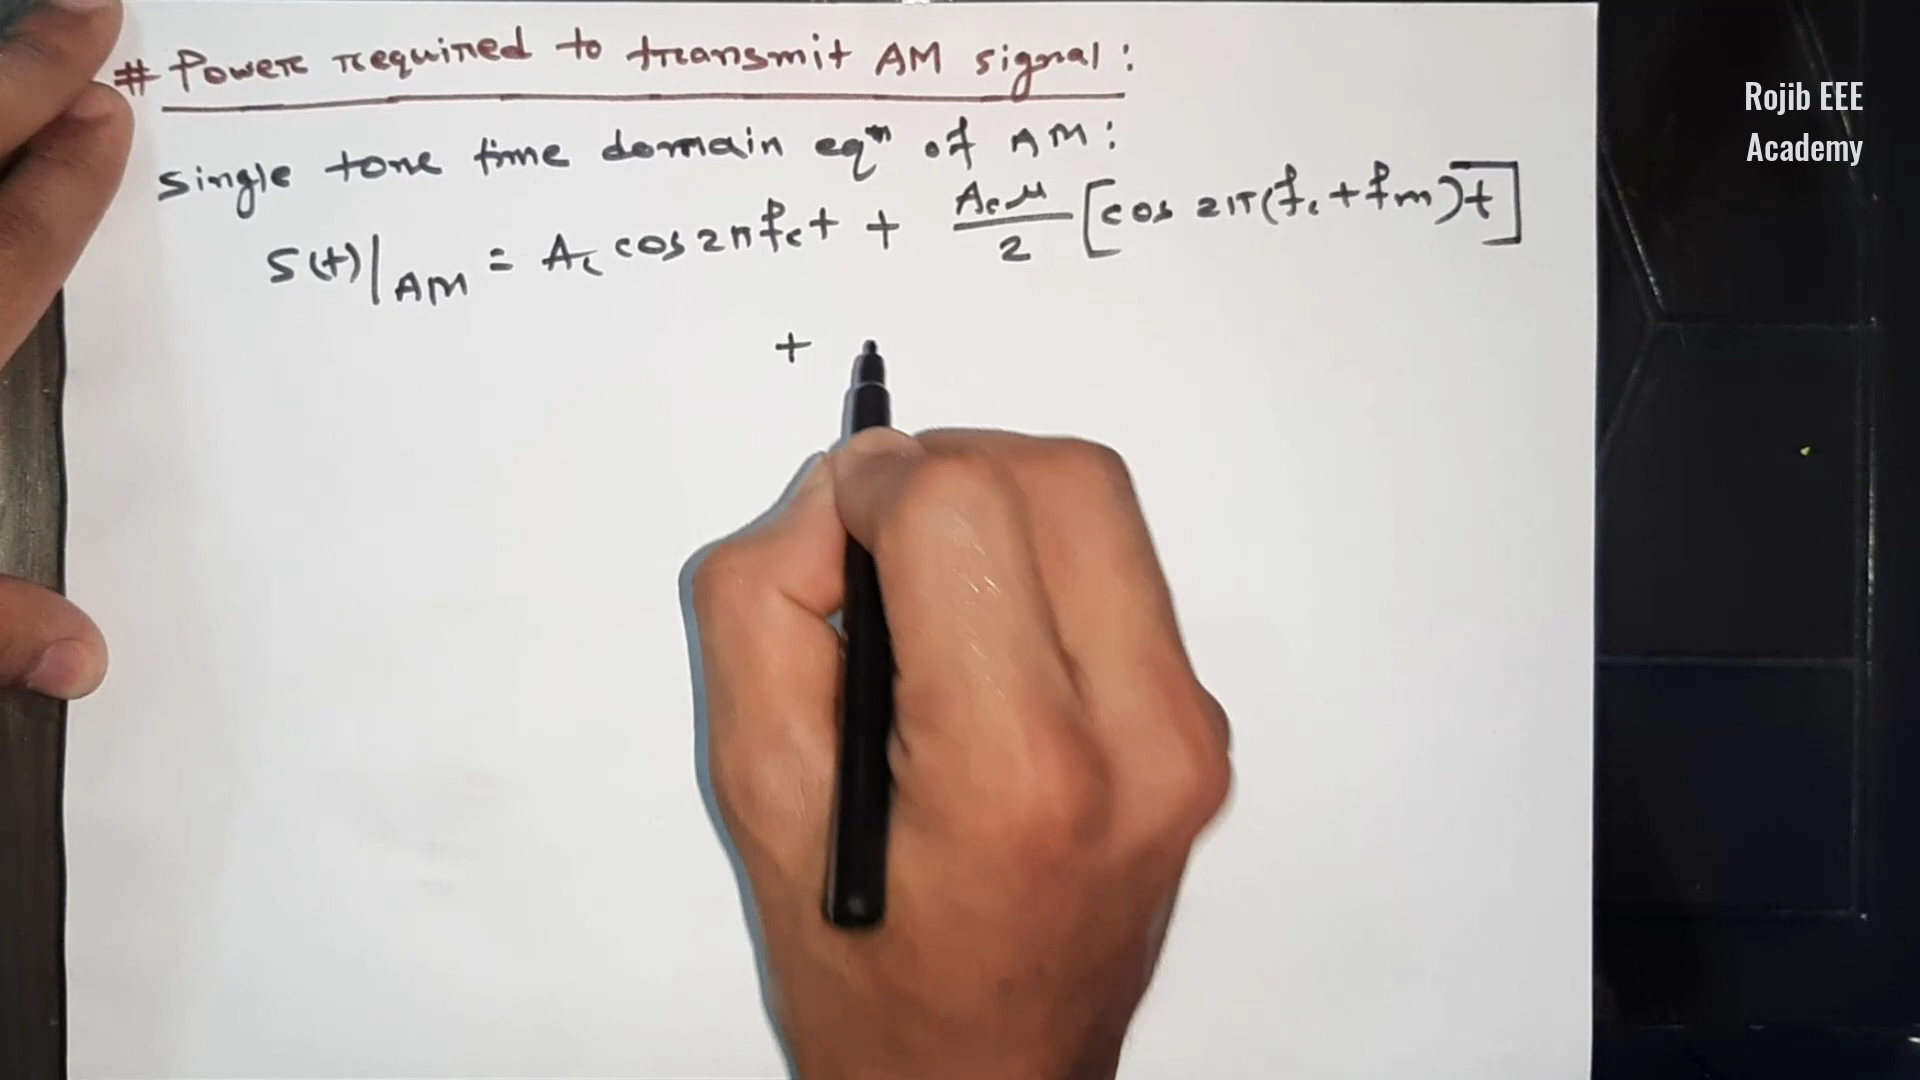 # Power required to transmit AM signal:
Single tone time domain eqⁿ of AM:
S(t)|AM = Ac cos 2πfct + Acμ/2 [cos 2π(fc+fm)t]
+
Rojib EEE
Academy